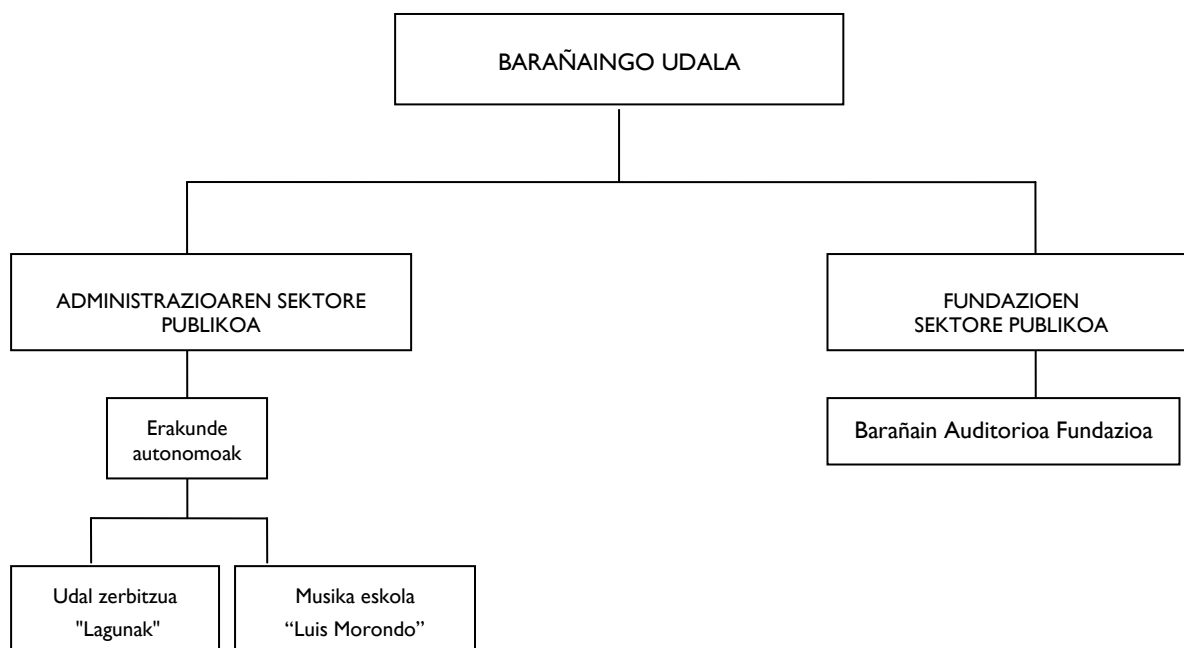 BARAÑAINGO UDALA
ADMINISTRAZIOAREN SEKTORE
PUBLIKOA
FUNDAZIOEN
SEKTORE PUBLIKOA
Erakunde
autonomoak
Barañain Auditorioa Fundazioa
Udal zerbitzua
"Lagunak"
Musika eskola
“Luis Morondo”